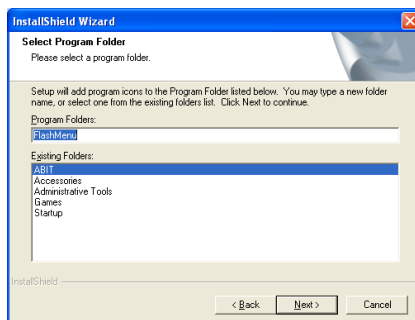 InstallShield Wizard
Select Program Folder
Please select a program folder.
Setup will add program icons to the Program Folder listed below. You may type a new folder
name, or select one from the existing folders list. Click Next to continue.
Program Folders:
FlashMenu
Existing Folders:
ABIT
Accessories
Administrative Tools
Games
Startup
InstallShield
< Back
Next >
Cancel